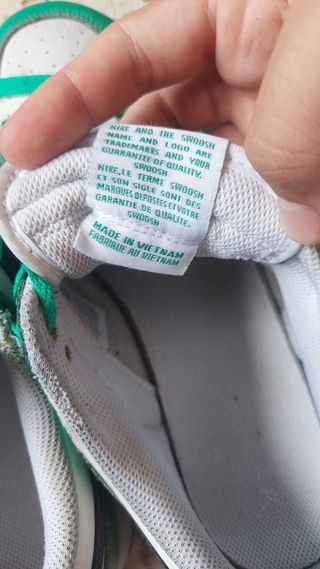 NIKE AND THE SWOOSH
NAME AND LOGO ARE
TRADEMARKS AND YOUR
GUARANTEE OF QUALITY.
SWOOSH
NIKE, LE TERME SWOOSH
ET SON SIGLE SONT DES
MARQUES DEPOSÉES ET VOTRE
GARANTIE DE QUALITE.
SWOOSH
MADE IN VIETNAM
FABRIQUE AU VIETNAM